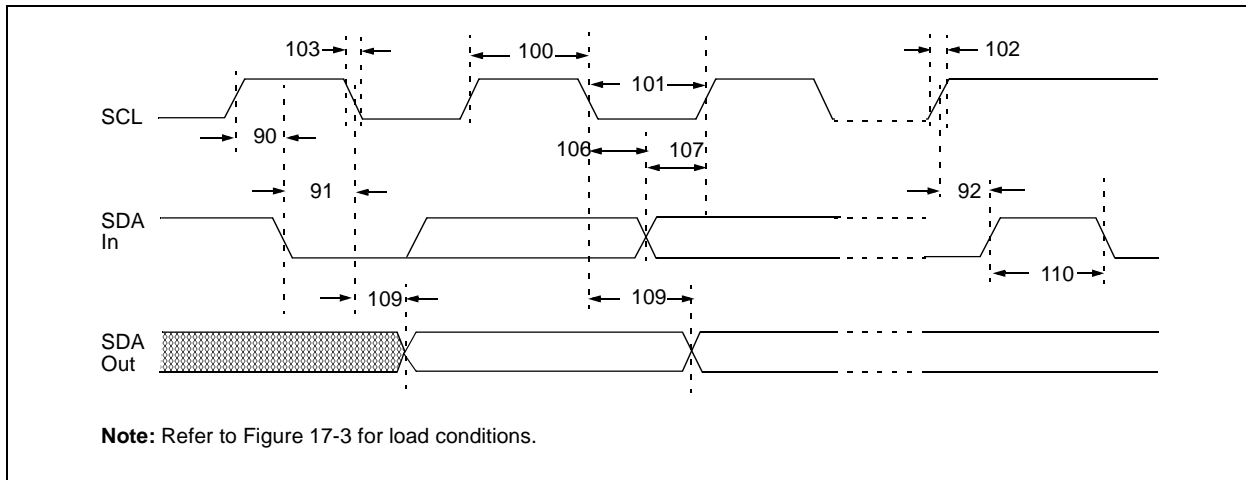 103
100
102
101
SCL
90
106
107
91
92
SDA
In
110
109
109
SDA
Out
Note: Refer to Figure 17-3 for load conditions.